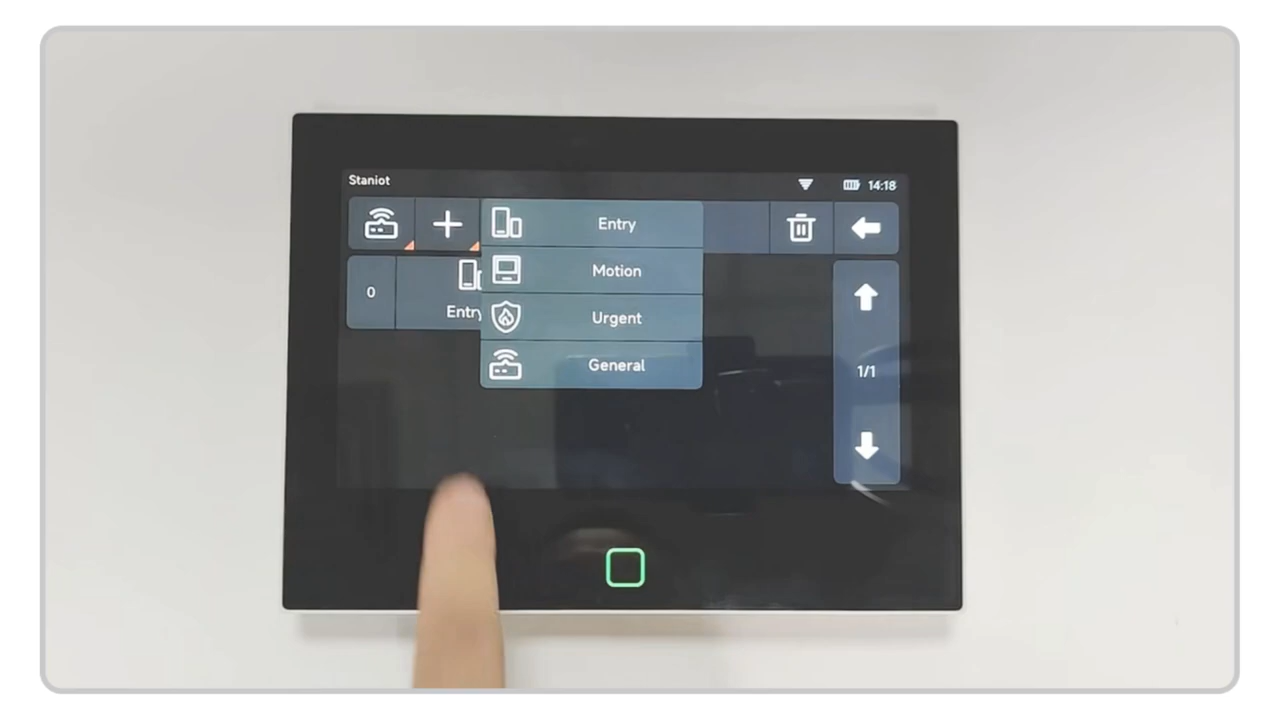 Staniot
14:18
Entry
Motion
0
Entry
Urgent
General
1/1